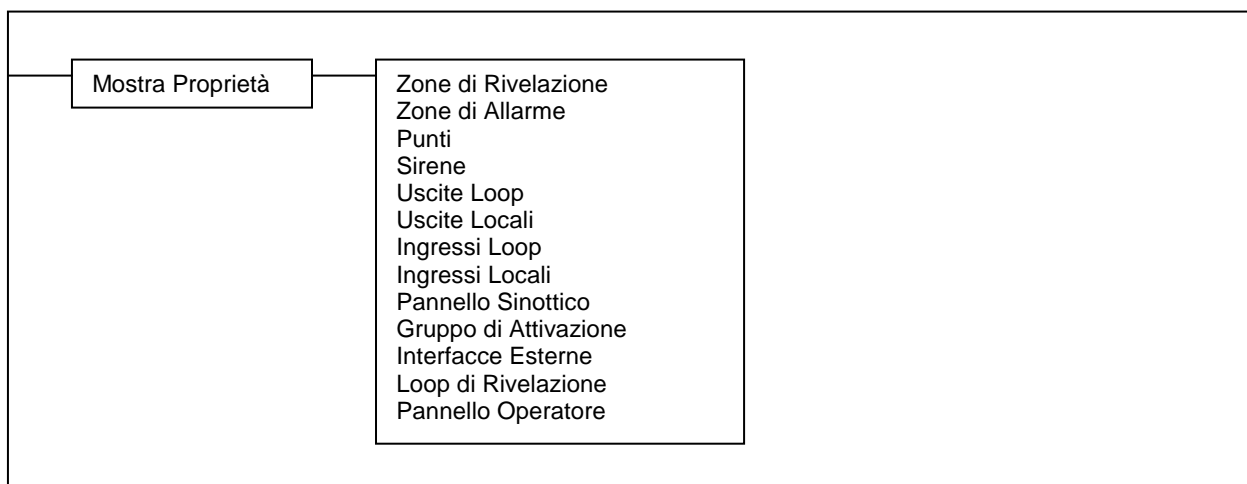 Mostra Proprietà
Zone di Rivelazione
Zone di Allarme
Punti
Sirene
Uscite Loop
Uscite Locali
Ingressi Loop
Ingressi Locali
Pannello Sinottico
Gruppo di Attivazione
Interfacce Esterne
Loop di Rivelazione
Pannello Operatore